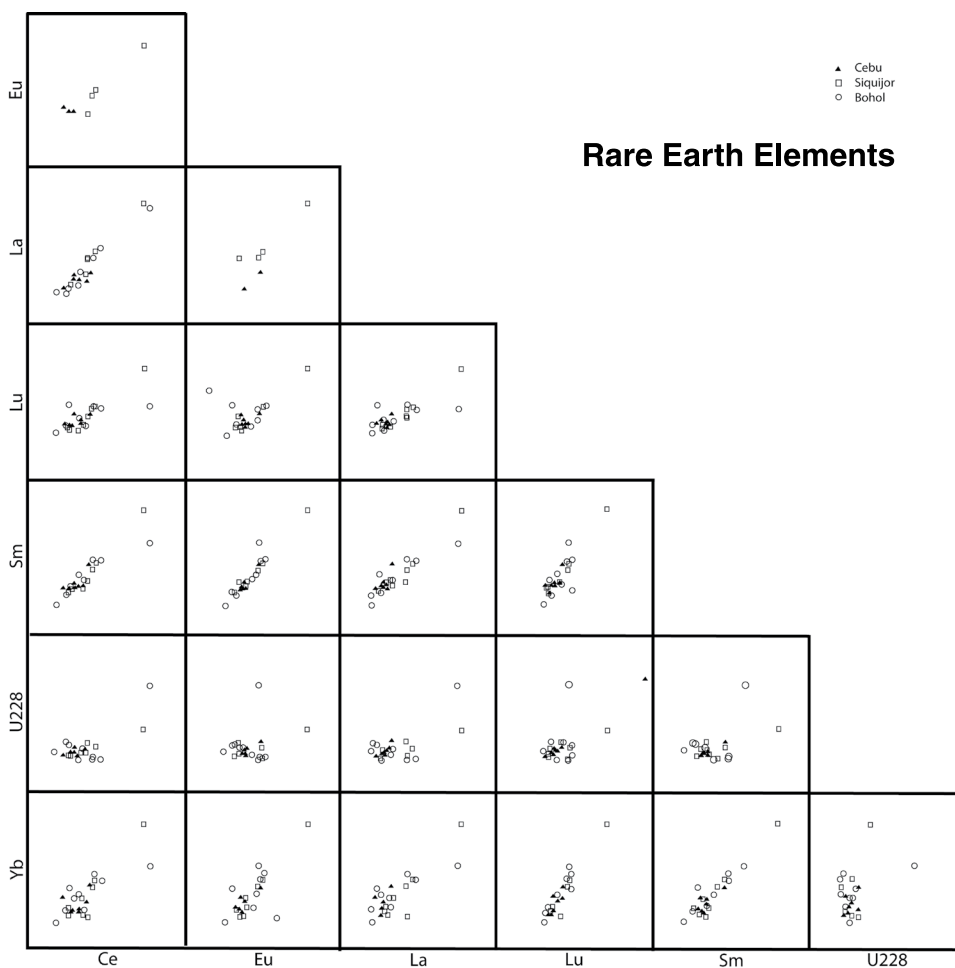 Cebu
Siquijor
Bohol
Rare Earth Elements
Eu
La
Lu
Sm
U228
Yb
Ce
Eu
La
Lu
Sm
U228